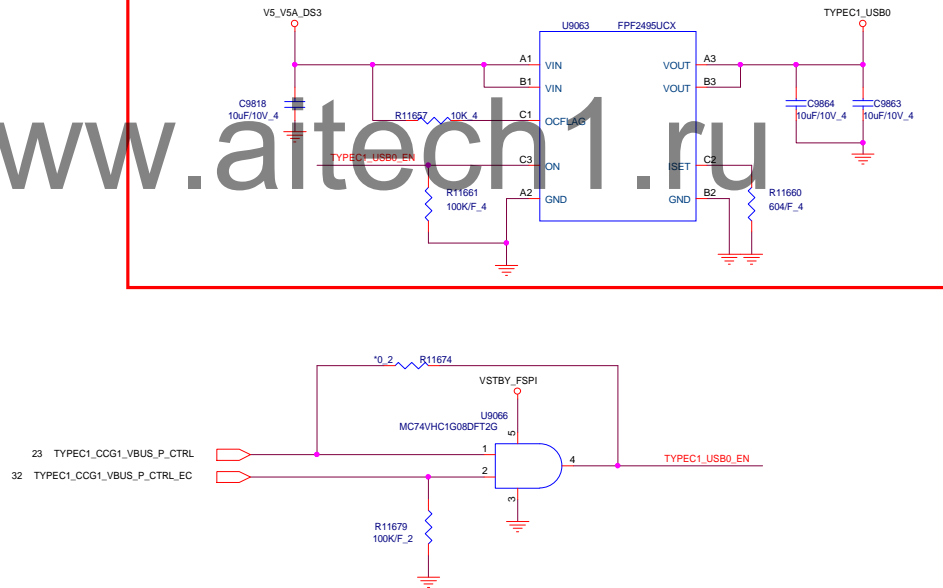 V5_V5A_DS3
TYPEC1_USB0
U9063 FPF2495UCX
A1 VIN VOUT A3
B1 VIN VOUT B3
C9818
10uF/10V_4
C9864
10uF/10V_4
C9863
10uF/10V_4
R11657 10K_4 C1 OCFLAG
ww.aitech1.ru
TYPEC1_USB0_EN C3 ON ISET C2
R11661
100K/F_4
A2 GND GND B2
R11660
604/F_4
*0_2 R11674
VSTBY_FSPI
U9066
MC74VHC1G08DFT2G
5
23 TYPEC1_CCG1_VBUS_P_CTRL 1
4 TYPEC1_USB0_EN
32 TYPEC1_CCG1_VBUS_P_CTRL_EC 2
3
R11679
100K/F_2